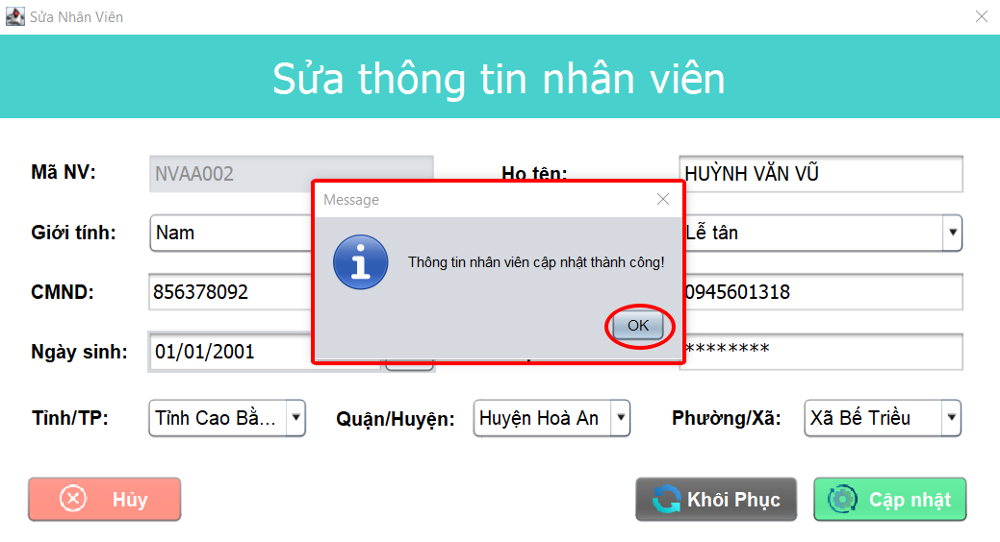 Sửa Nhân Viên
Sửa thông tin nhân viên
Mã NV: NVAA002 Họ tên: HUỲNH VĂN VŨ
Message
Giới tính: Nam Lễ tân
Thông tin nhân viên cập nhật thành công!
CMND: 856378092 0945601318
OK
Ngày sinh: 01/01/2001 ********
Tỉnh/TP: Tỉnh Cao Bằ... Quận/Huyện: Huyện Hoà An Phường/Xã: Xã Bế Triều
Hủy Khôi Phục Cập nhật